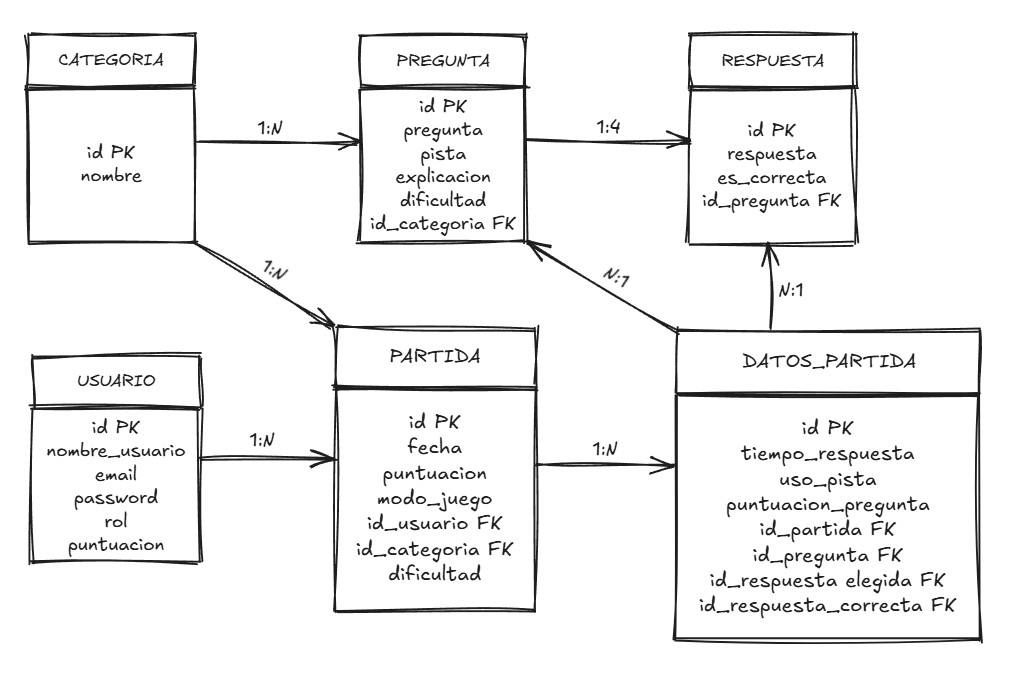 CATEGORIA
id PK
nombre
1:N
PREGUNTA
id PK
pregunta
pista
explicacion
dificultad
id_categoria FK
1:4
RESPUESTA
id PK
respuesta
es_correcta
id_pregunta FK
1:N
N:1
N:1
USUARIO
id PK
nombre_usuario
email
password
rol
puntuacion
1:N
PARTIDA
id PK
fecha
puntuacion
modo_juego
id_usuario FK
id_categoria FK
dificultad
1:N
DATOS_PARTIDA
id PK
tiempo_respuesta
uso_pista
puntuacion_pregunta
id_partida FK
id_pregunta FK
id_respuesta elegida FK
id_respuesta_correcta FK